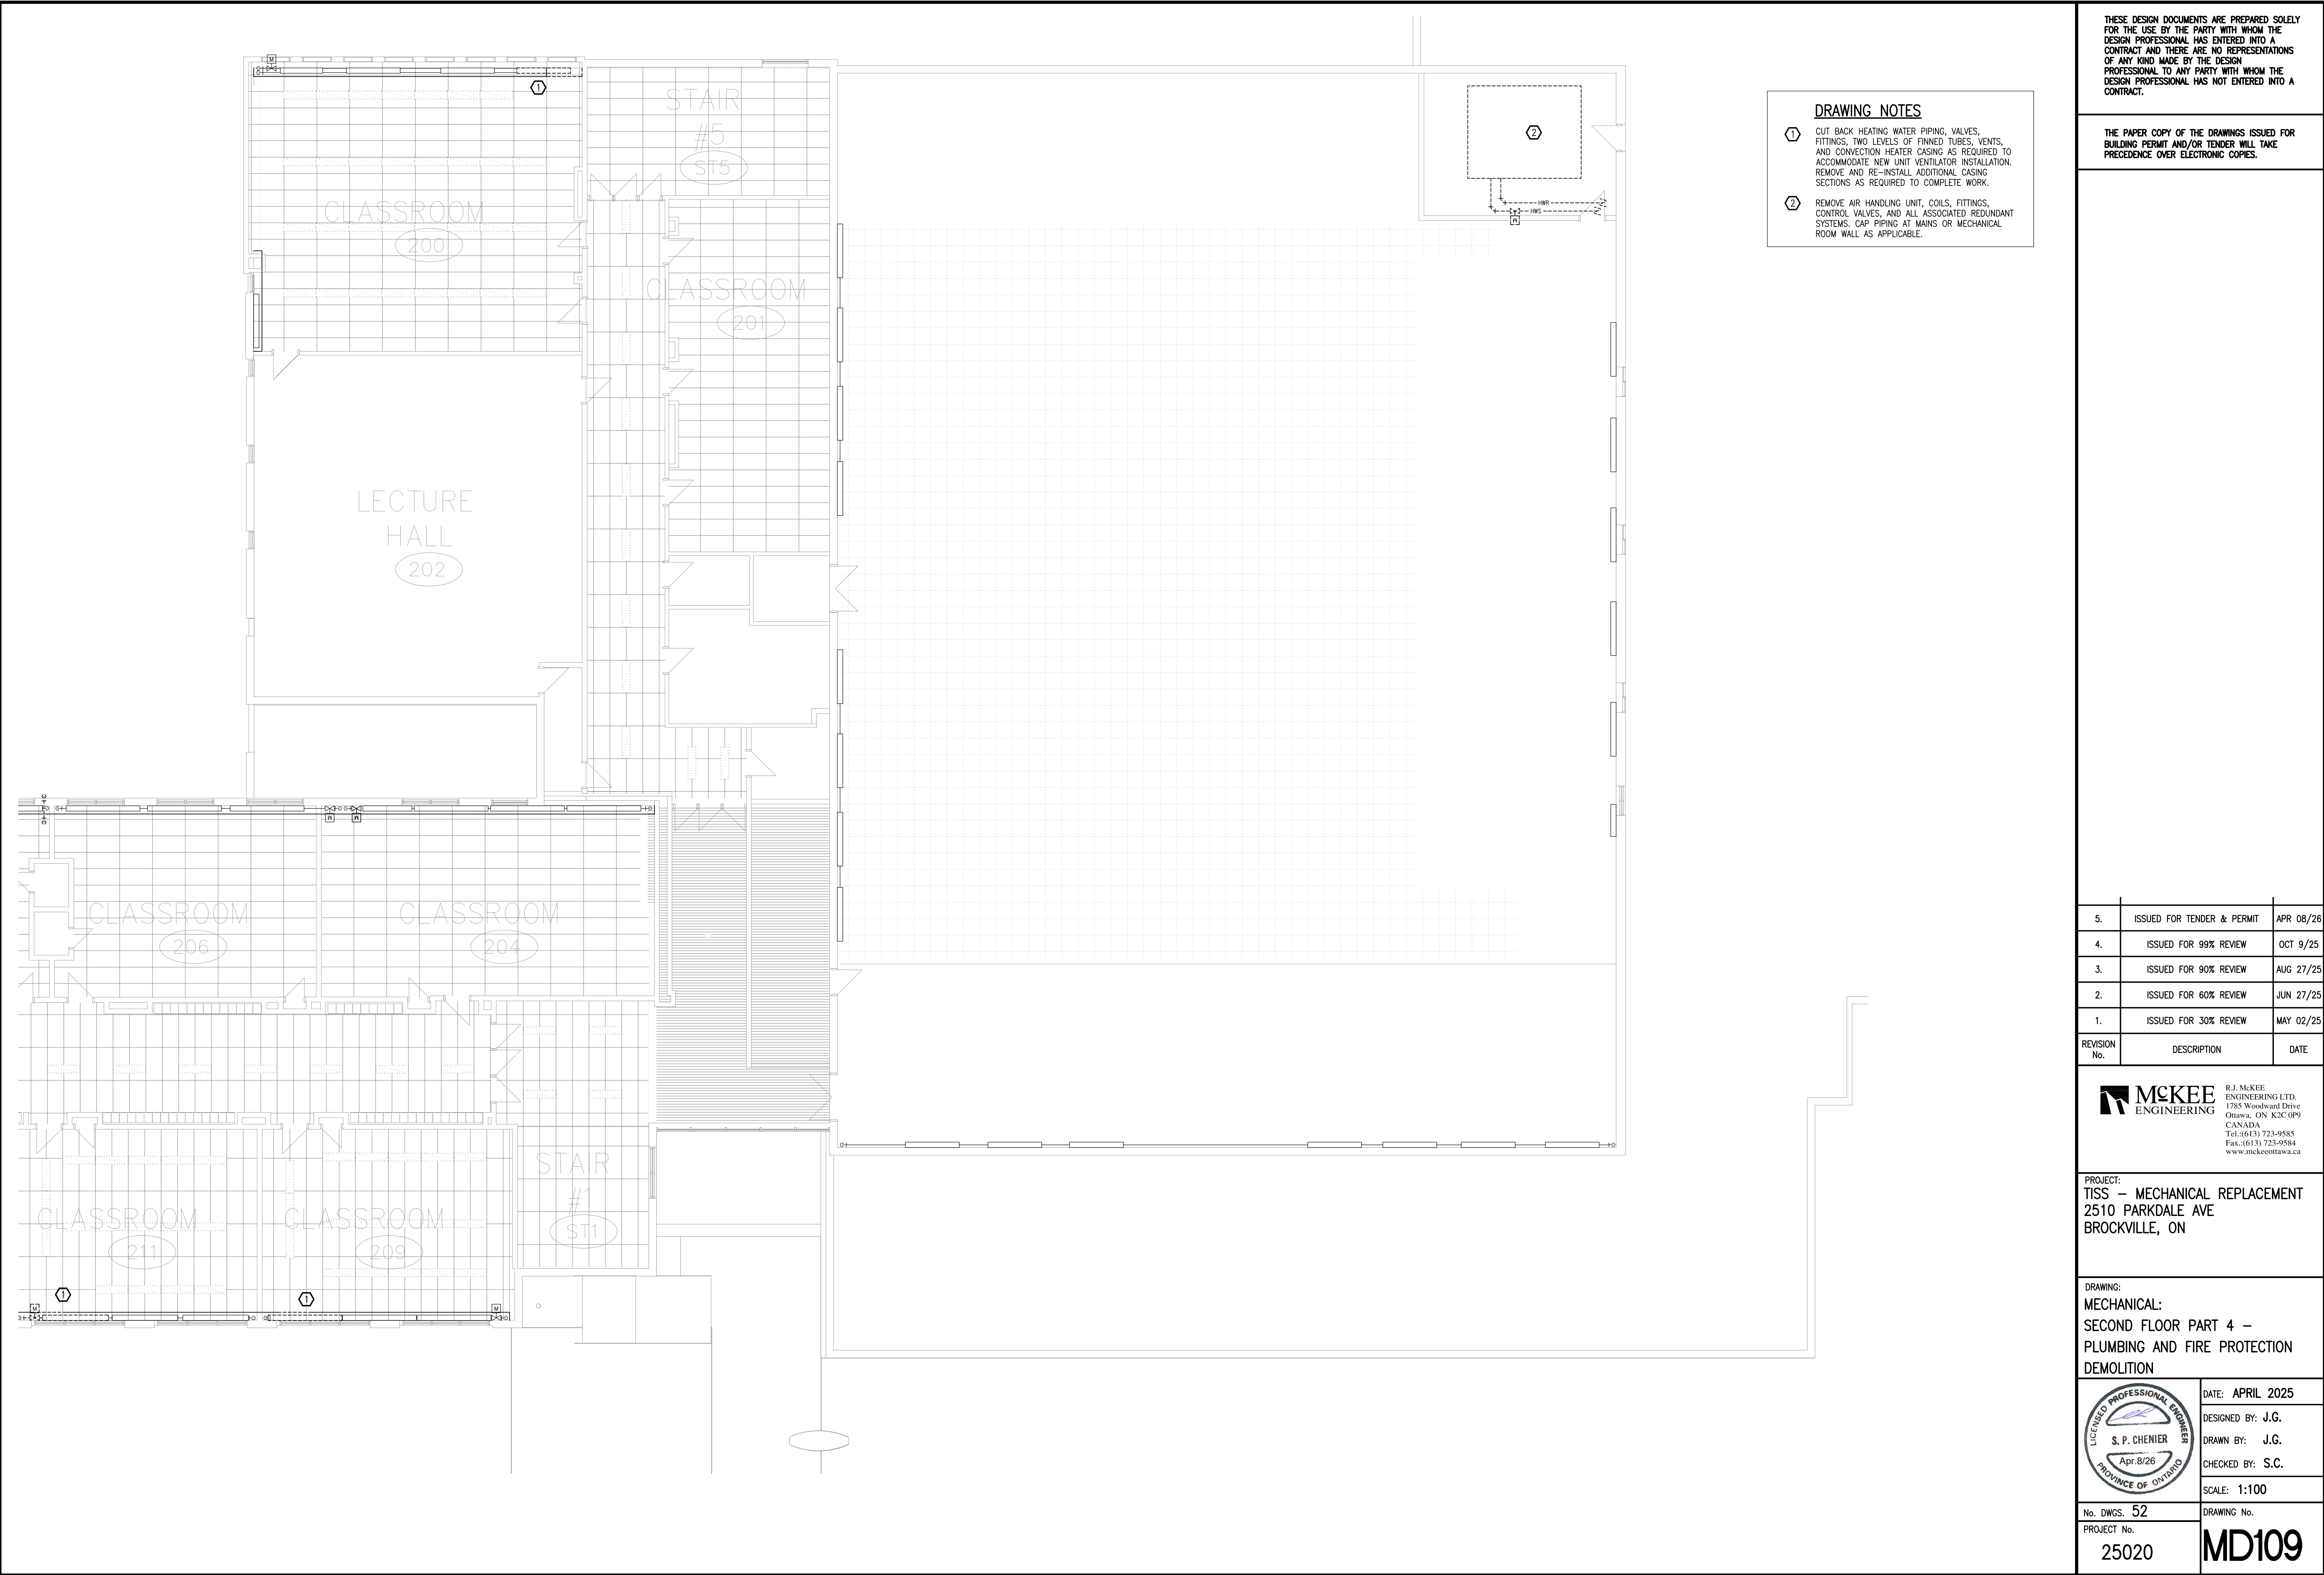 THESE DESIGN DOCUMENTS ARE PREPARED SOLELY
FOR THE USE BY THE PARTY WITH WHOM THE
DESIGN PROFESSIONAL HAS ENTERED INTO A
CONTRACT AND THERE ARE NO REPRESENTATIONS
OF ANY KIND MADE BY THE DESIGN
PROFESSIONAL TO ANY PARTY WITH WHOM THE
DESIGN PROFESSIONAL HAS NOT ENTERED INTO A
CONTRACT.
THE PAPER COPY OF THE DRAWINGS ISSUED FOR
BUILDING PERMIT AND/OR TENDER WILL TAKE
PRECEDENCE OVER ELECTRONIC COPIES.
DRAWING NOTES
1 CUT BACK HEATING WATER PIPING, VALVES,
FITTINGS, TWO LEVELS OF FINNED TUBES, VENTS,
AND CONVECTION HEATER CASING AS REQUIRED TO
ACCOMMODATE NEW UNIT VENTILATOR INSTALLATION.
REMOVE AND RE-INSTALL ADDITIONAL CASING
SECTIONS AS REQUIRED TO COMPLETE WORK.
2 REMOVE AIR HANDLING UNIT, COILS, FITTINGS,
CONTROL VALVES, AND ALL ASSOCIATED REDUNDANT
SYSTEMS. CAP PIPING AT MAINS OR MECHANICAL
ROOM WALL AS APPLICABLE.
M
1
STAIR
#5
ST5
2
HWR
HWS
M
CLASSROOM
200
CLASSROOM
201
LECTURE
HALL
202
M
M
CLASSROOM
206
CLASSROOM
204
STAIR
#1
ST1
CLASSROOM
211
CLASSROOM
209
1
1
M
M
5. ISSUED FOR TENDER & PERMIT APR 08/26
4. ISSUED FOR 99% REVIEW OCT 9/25
3. ISSUED FOR 90% REVIEW AUG 27/25
2. ISSUED FOR 60% REVIEW JUN 27/25
1. ISSUED FOR 30% REVIEW MAY 02/25
REVISION No. DESCRIPTION DATE
McKEE
ENGINEERING
R.J. McKEE
ENGINEERING LTD.
1785 Woodward Drive
Ottawa, ON K2C 0P9
CANADA
Tel.:(613) 723-9585
Fax.:(613) 723-9584
www.mckeeottawa.ca
PROJECT:
TISS - MECHANICAL REPLACEMENT
2510 PARKDALE AVE
BROCKVILLE, ON
DRAWING:
MECHANICAL:
SECOND FLOOR PART 4 -
PLUMBING AND FIRE PROTECTION
DEMOLITION
LICENSED PROFESSIONAL ENGINEER
S. P. CHENIER
Apr.8/26
PROVINCE OF ONTARIO
DATE: APRIL 2025
DESIGNED BY: J.G.
DRAWN BY: J.G.
CHECKED BY: S.C.
SCALE: 1:100
No. DWGS. 52
PROJECT No.
25020
DRAWING No.
MD109